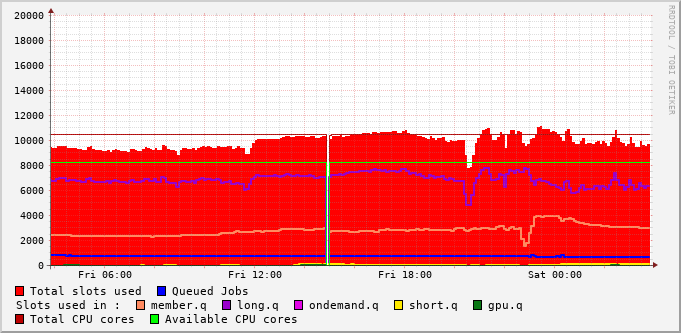 20000
18000
16000
14000
12000
10000
8000
6000
4000
2000
0
Fri 06:00 Fri 12:00 Fri 18:00 Sat 00:00
RRDTOOL / TOBI OETIKER
Total slots used Queued Jobs
Slots used in : member.q long.q ondemand.q short.q gpu.q
Total CPU cores Available CPU cores